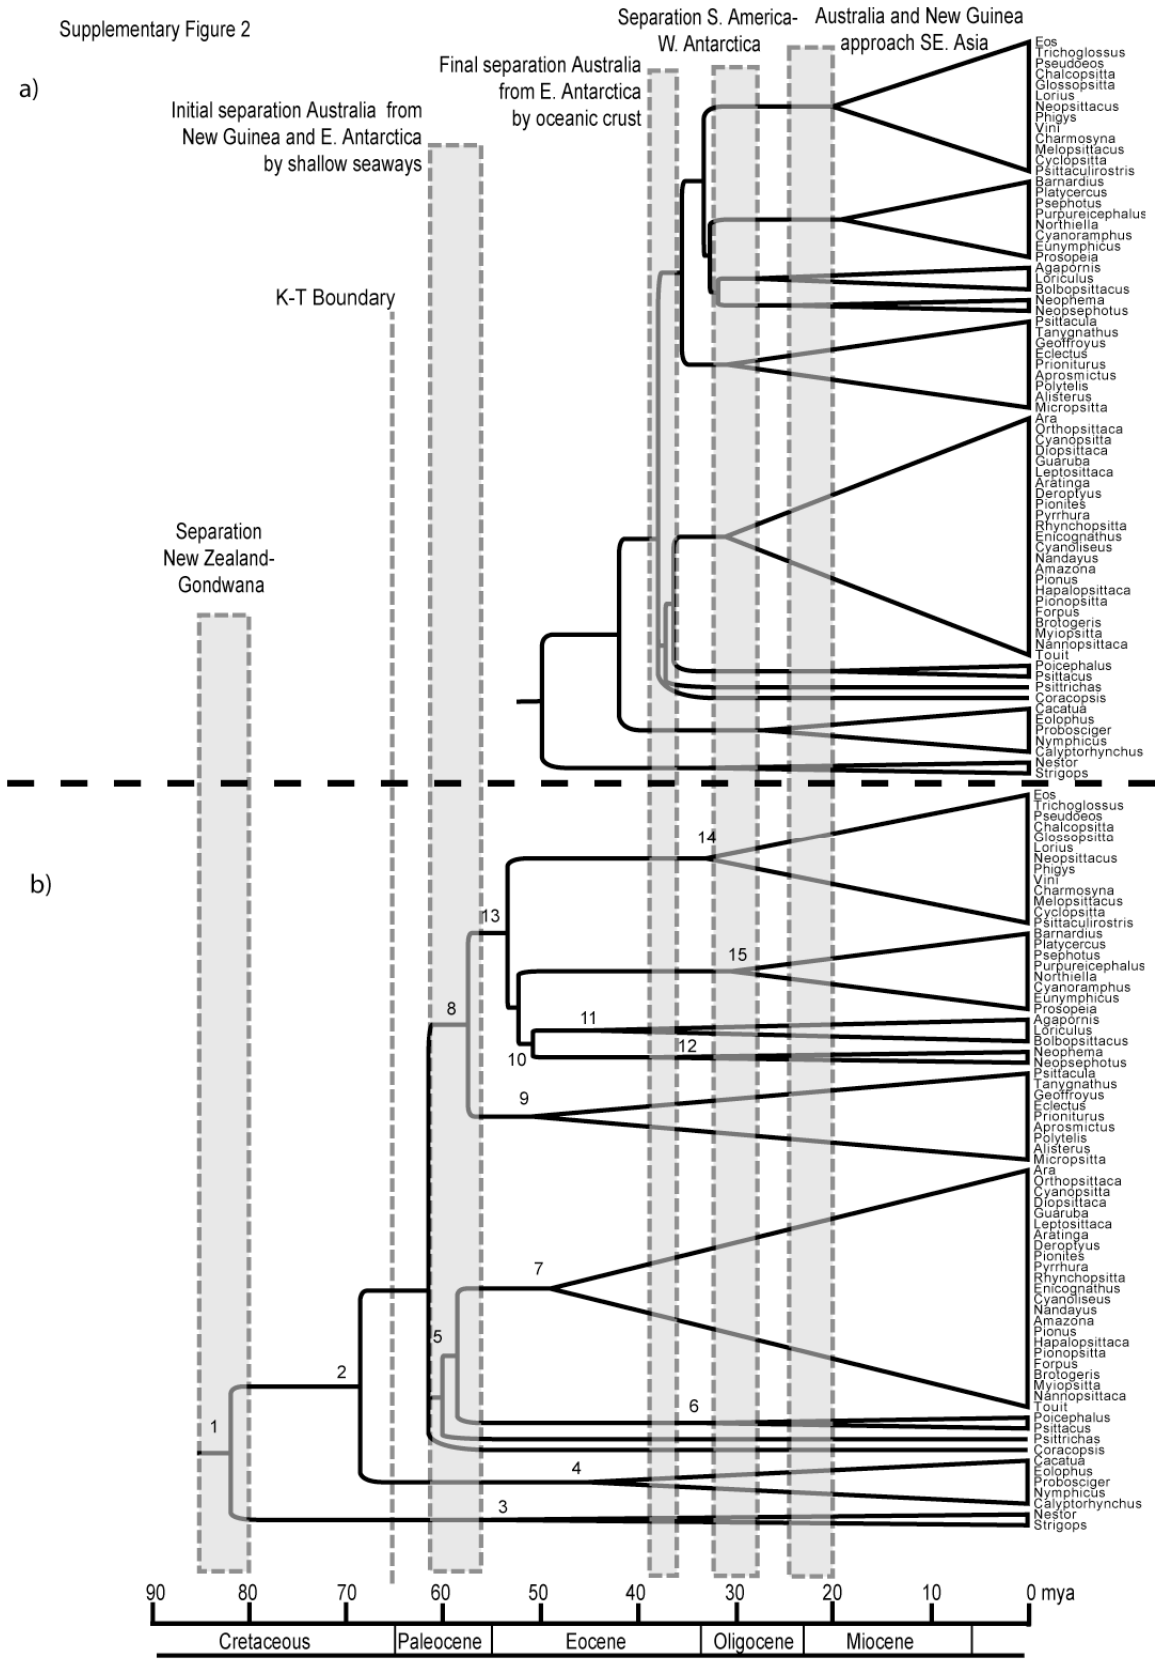 Supplementary Figure 2
a)
Initial separation Australia from
New Guinea and E. Antarctica
by shallow seaways
Final separation Australia
from E. Antarctica
by oceanic crust
Separation S. America-
W. Antarctica
Australia and New Guinea
approach SE. Asia
K-T Boundary
Separation
New Zealand-
Gondwana
Eos
Trichoglossus
Pseudoeos
Chalcopsitta
Glossopsitta
Lorius
Neopsittacus
Phigys
Vini
Charmosyna
Melopsittacus
Cyclopsitta
Psittaculirostris
Barnardius
Platycercus
Psephotus
Purpureicephalus
Northiella
Cyanoramphus
Eunymphicus
Prosopeia
Agapornis
Loriculus
Bolbopsittacus
Neophema
Neopsephotus
Psittacula
Tanygnathus
Geoffroyus
Eclectus
Prioniturus
Aprosmictus
Polytelis
Alisterus
Micropsitta
Ara
Orthopsittaca
Cyanopsitta
Diopsittaca
Guaruba
Leptosittaca
Aratinga
Deroptyus
Pionites
Pyrrhura
Rhynchopsitta
Enicognathus
Cyanoliseus
Nandayus
Amazona
Pionus
Hapalopsittaca
Pionopsitta
Forpus
Brotogeris
Myiopsitta
Nannopsittaca
Touit
Poicephalus
Psittacus
Psittrichas
Coracopsis
Cacatua
Eolophus
Probosciger
Nymphicus
Calyptorhynchus
Nestor
Strigops
b)
1
2
3
4
5
6
7
8
9
10
11
12
13
14
15
Eos
Trichoglossus
Pseudoeos
Chalcopsitta
Glossopsitta
Lorius
Neopsittacus
Phigys
Vini
Charmosyna
Melopsittacus
Cyclopsitta
Psittaculirostris
Barnardius
Platycercus
Psephotus
Purpureicephalus
Northiella
Cyanoramphus
Eunymphicus
Prosopeia
Agapornis
Loriculus
Bolbopsittacus
Neophema
Neopsephotus
Psittacula
Tanygnathus
Geoffroyus
Eclectus
Prioniturus
Aprosmictus
Polytelis
Alisterus
Micropsitta
Ara
Orthopsittaca
Cyanopsitta
Diopsittaca
Guaruba
Leptosittaca
Aratinga
Deroptyus
Pionites
Pyrrhura
Rhynchopsitta
Enicognathus
Cyanoliseus
Nandayus
Amazona
Pionus
Hapalopsittaca
Pionopsitta
Forpus
Brotogeris
Myiopsitta
Nannopsittaca
Touit
Poicephalus
Psittacus
Psittrichas
Coracopsis
Cacatua
Eolophus
Probosciger
Nymphicus
Calyptorhynchus
Nestor
Strigops
90 80 70 60 50 40 30 20 10 0 mya
Cretaceous Paleocene Eocene Oligocene Miocene